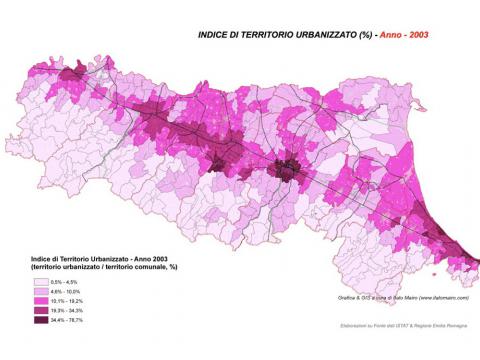 INDICE DI TERRITORIO URBANIZZATO (%) - Anno - 2003
Indice di Territorio Urbanizzato - Anno 2003
(territorio urbanizzato / territorio comunale, %)
0,5% - 4,5%
4,6% - 10,0%
10,1% - 19,2%
19,3% - 34,3%
34,4% - 78,7%
Grafica & GIS a cura di Italo Mairo (www.italomairo.com)
Elaborazioni su Fonte dati ISTAT & Regione Emilia Romagna